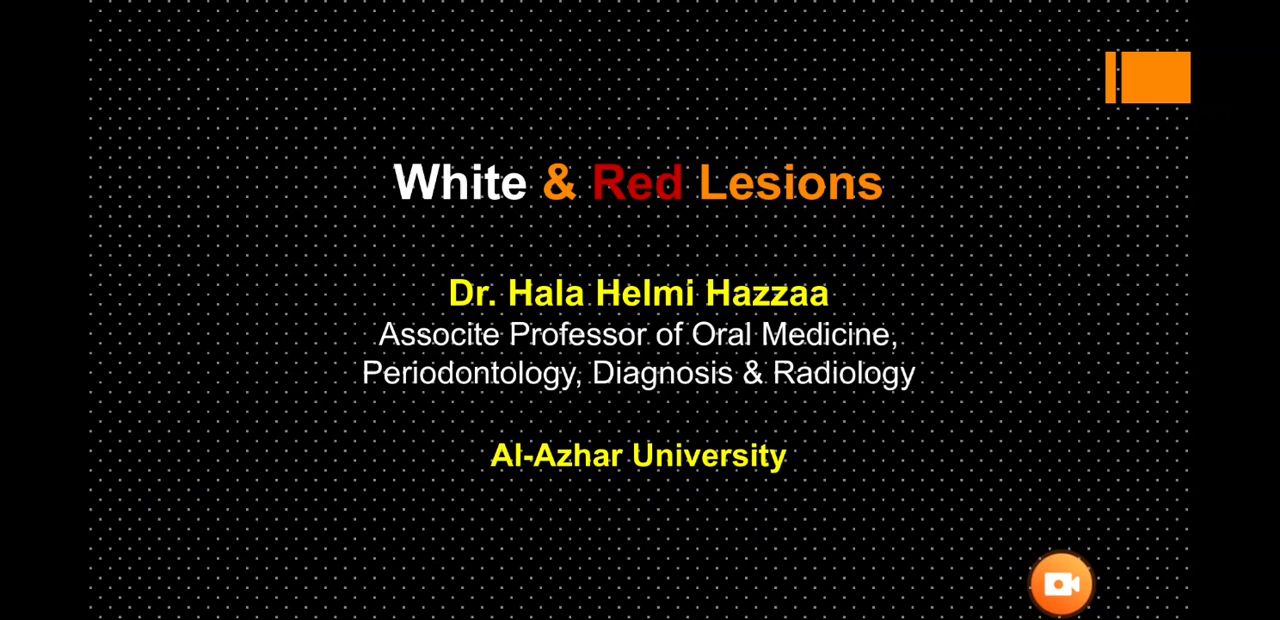 White & Red Lesions
Dr. Hala Helmi Hazzaa
Associte Professor of Oral Medicine,
Periodontology, Diagnosis & Radiology
Al-Azhar University